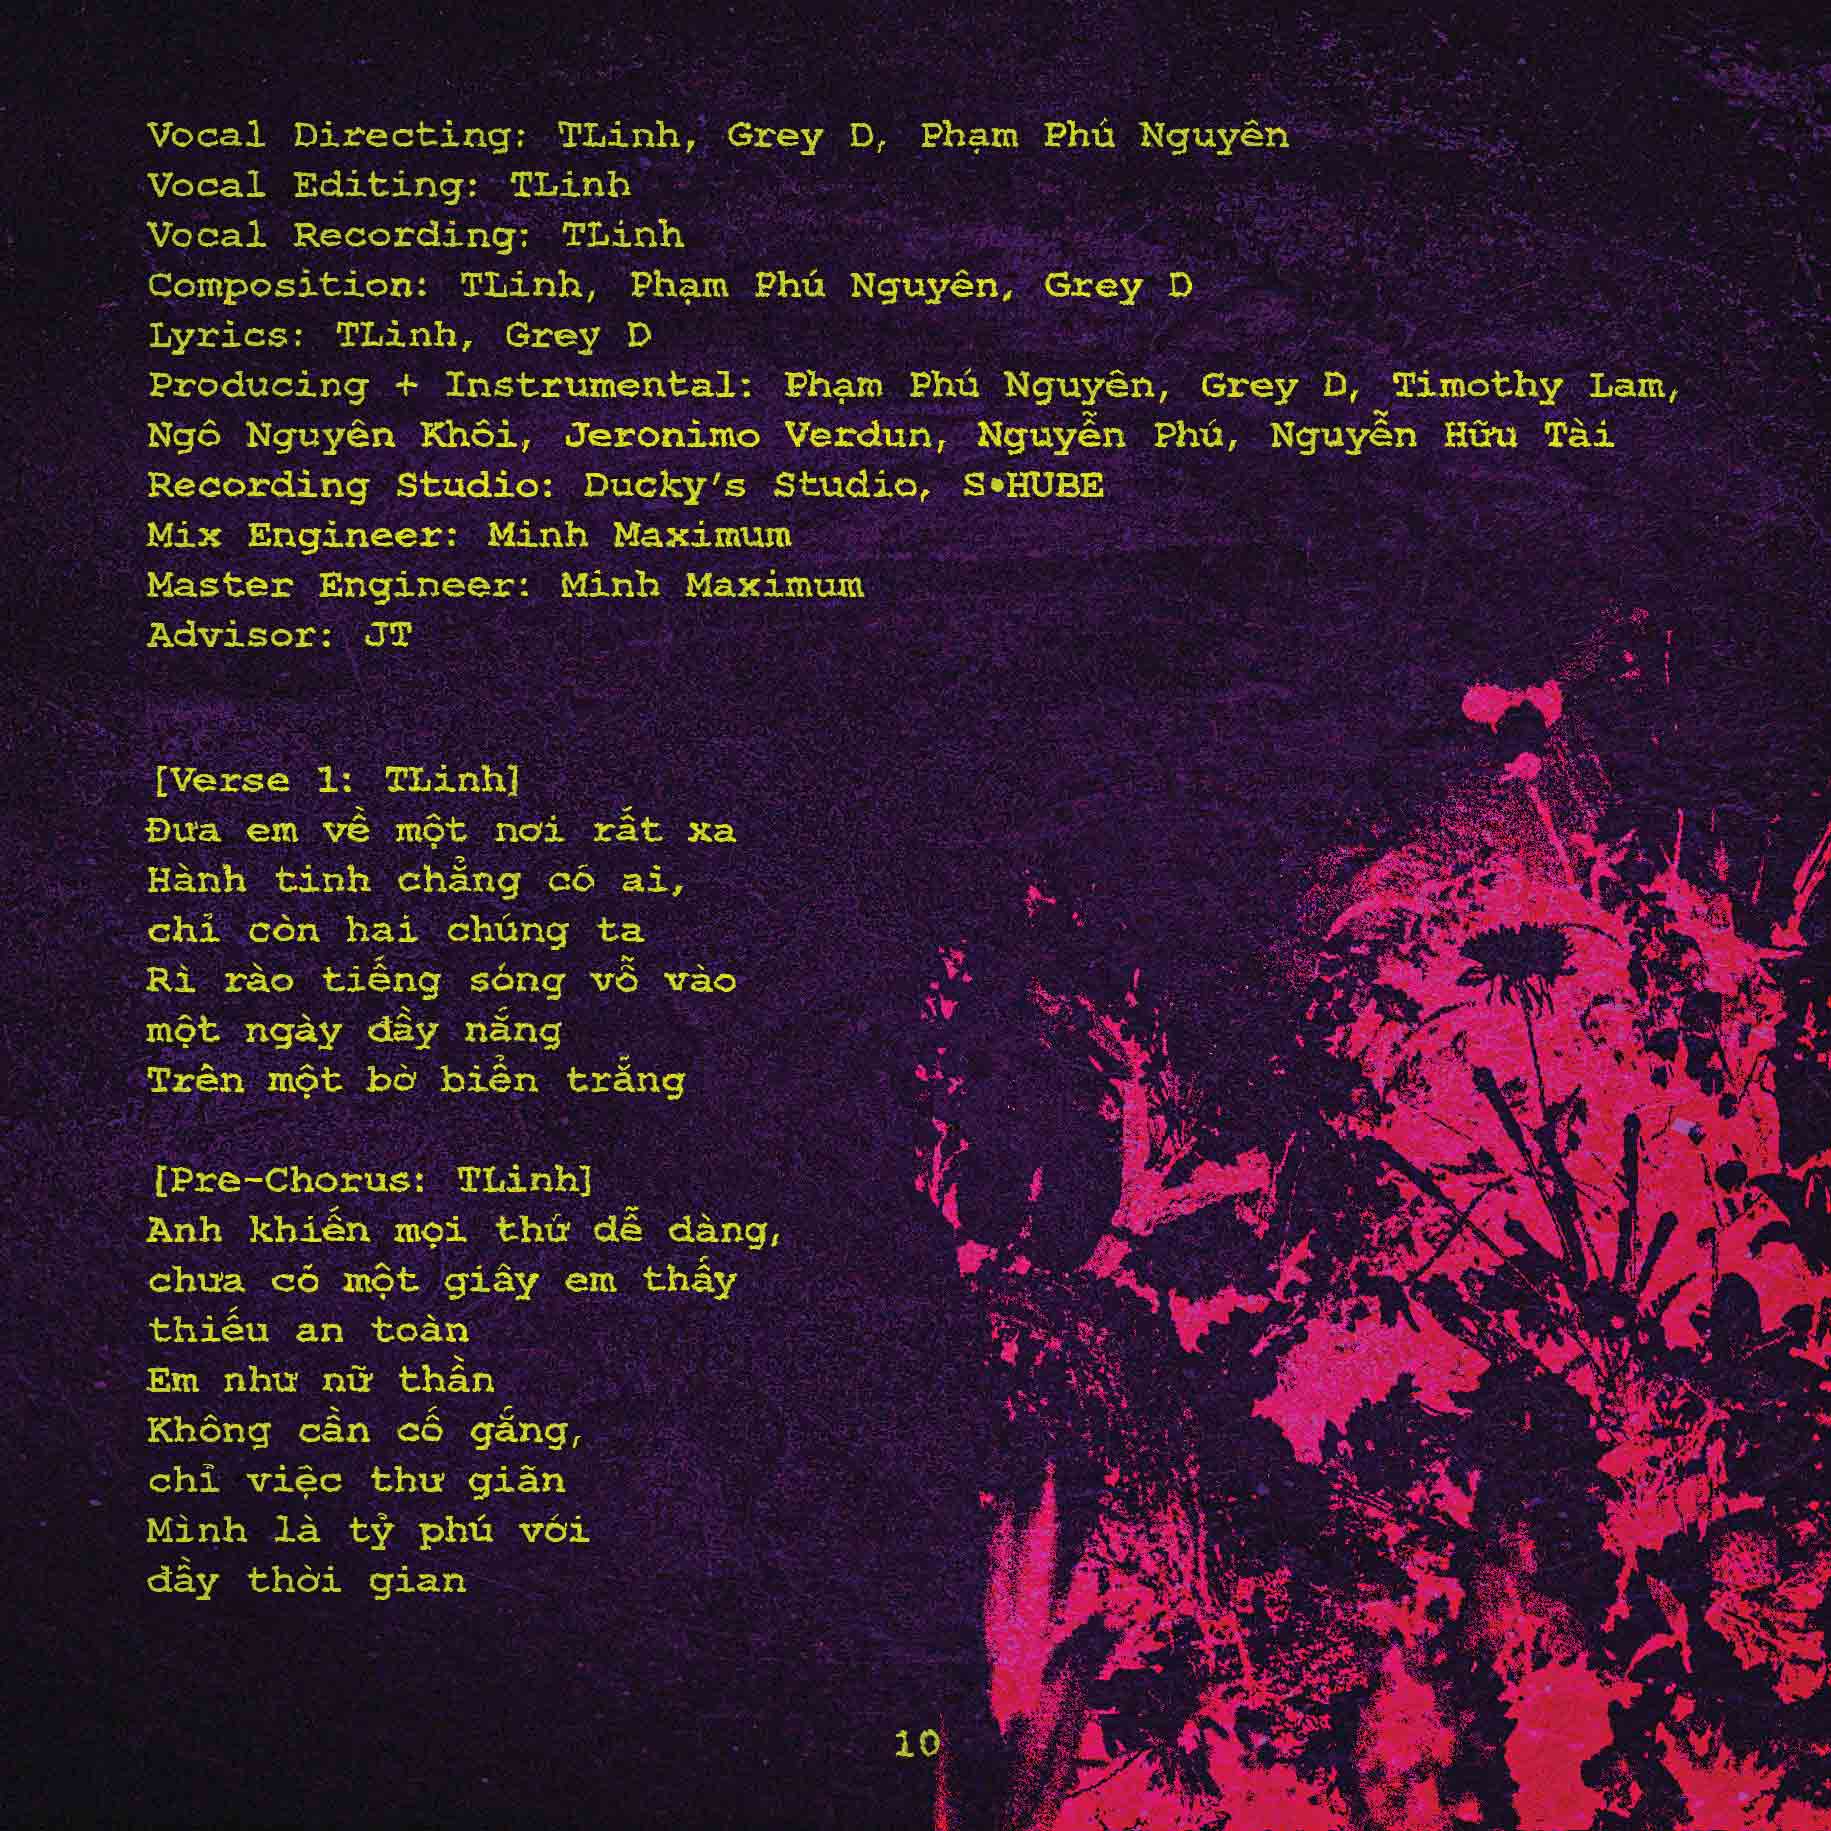 Vocal Directing: TLinh, Grey D, Phạm Phú Nguyên
Vocal Editing: TLinh
Vocal Recording: TLinh
Composition: TLinh, Phạm Phú Nguyên, Grey D
Lyrics: TLinh, Grey D
Producing + Instrumental: Phạm Phú Nguyên, Grey D, Timothy Lam,
Ngô Nguyên Khôi, Jeronimo Verdun, Nguyễn Phú, Nguyễn Hữu Tài
Recording Studio: Ducky's Studio, S•HUBE
Mix Engineer: Minh Maximum
Master Engineer: Minh Maximum
Advisor: JT
[Verse 1: TLinh]
Đưa em về một nơi rất xa
Hành tinh chẳng có ai,
chỉ còn hai chúng ta
Rì rào tiếng sóng vỗ vào
một ngày đầy nắng
Trên một bờ biển trắng
[Pre-Chorus: TLinh]
Anh khiến mọi thứ dễ dàng,
chưa có một giây em thấy
thiếu an toàn
Em như nữ thần
Không cần cố gắng,
chỉ việc thư giãn
Mình là tỷ phú với
đầy thời gian
10